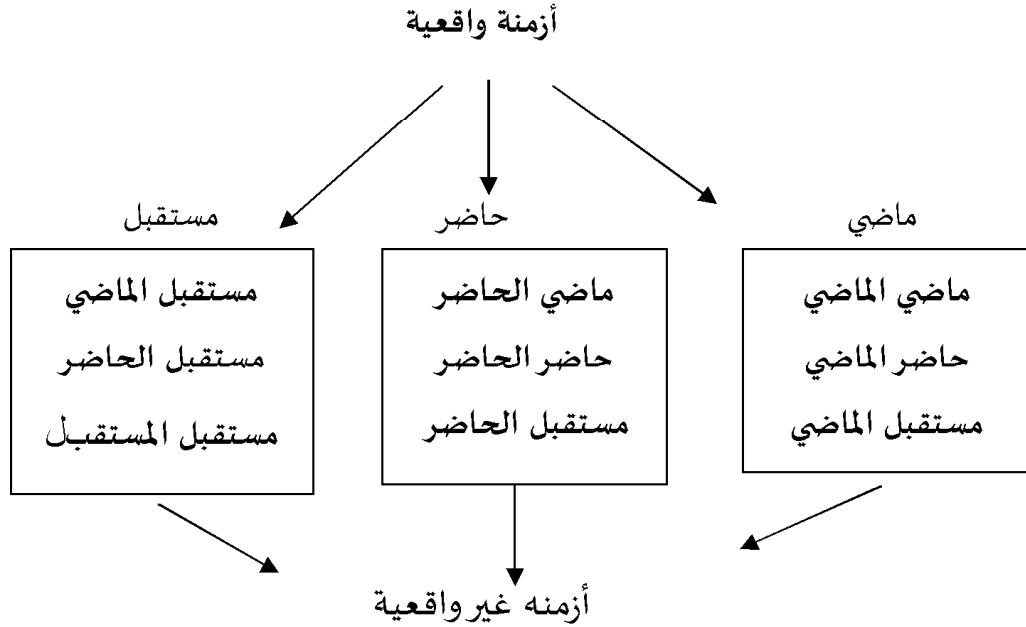 أزمنة واقعية
ماضي
حاضر
مستقبل
ماضي الماضي
حاضر الماضي
مستقبل الماضي
ماضي الحاضر
حاضر الحاضر
مستقبل الحاضر
مستقبل الماضي
مستقبل الحاضر
مستقبل المستقبل
أزمنه غير واقعية